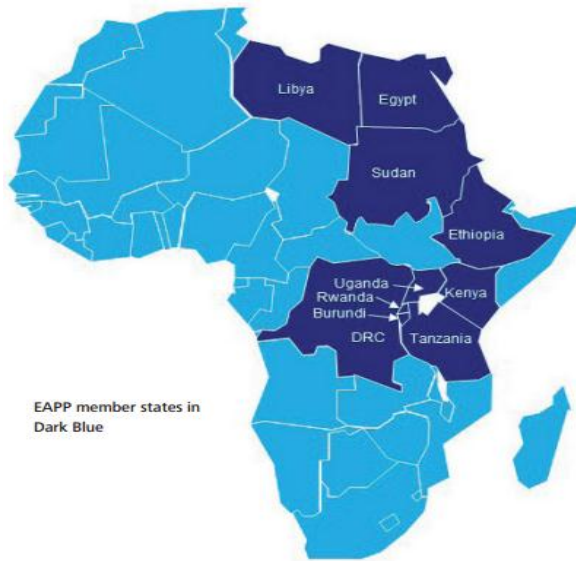 Libya
Egypt
Sudan
Ethiopia
Uganda
Kenya
Rwanda
Burundi
DRC
Tanzania
EAPP member states in
Dark Blue